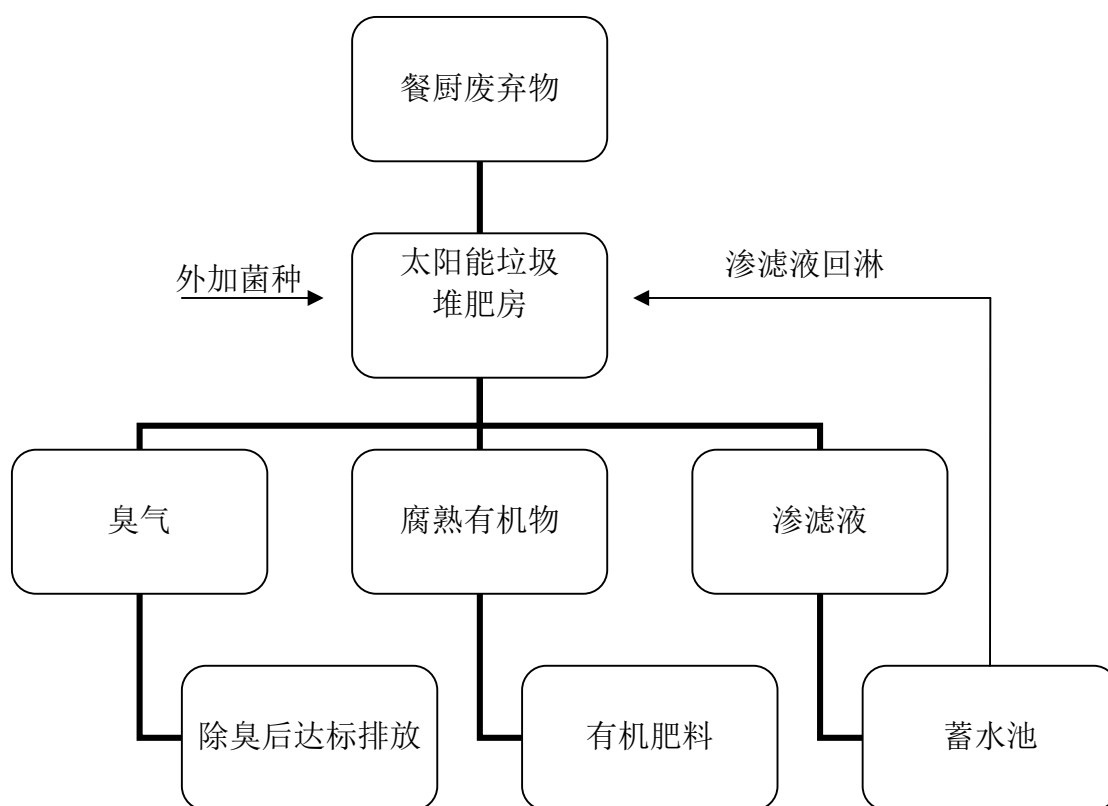 餐厨废弃物
太阳能垃圾
堆肥房
外加菌种
渗滤液回淋
臭气
腐熟有机物
渗滤液
除臭后达标排放
有机肥料
蓄水池